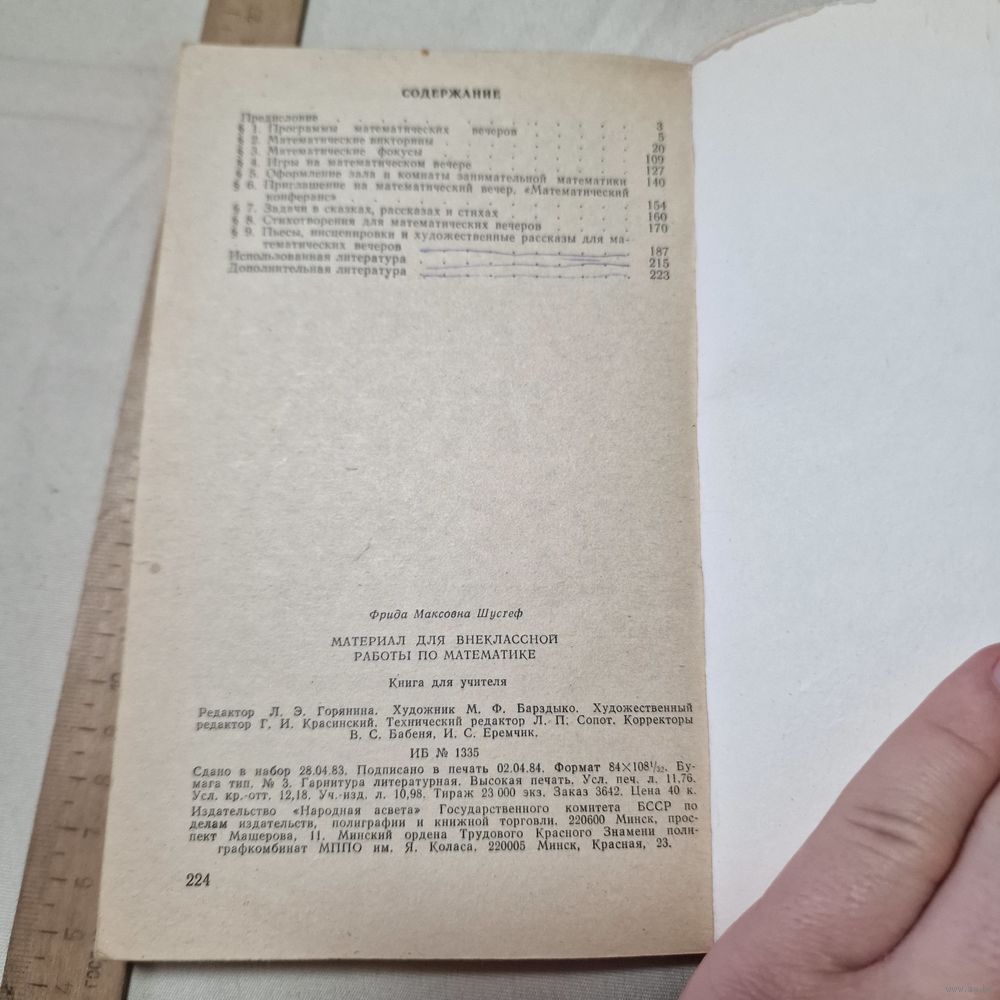 СОДЕРЖАНИЕ
Предисловие . . . . . . . . . . 3
§ 1. Программы математических вечеров . . . . 5
§ 2. Математические викторины . . . . . . 20
§ 3. Математические фокусы . . . . . . 109
§ 4. Игры на математическом вечере . . . . . 127
§ 5. Оформление зала и комнаты занимательной математики 140
§ 6. Приглашение на математический вечер. «Математический
конферанс» . . . . . . . . . . 154
§ 7. Задачи в сказках, рассказах и стихах . . . . 160
§ 8. Стихотворения для математических вечеров . . . 170
§ 9. Пьесы, инсценировки и художественные рассказы для ма-
тематических вечеров . . . . . . . 187
Использованная литература . . . . . . . 215
Дополнительная литература . . . . . . . 223
Фрида Максовна Шустеф
МАТЕРИАЛ ДЛЯ ВНЕКЛАССНОЙ
РАБОТЫ ПО МАТЕМАТИКЕ
Книга для учителя
Редактор Л. Э. Горянина. Художник М. Ф. Барздыко. Художественный
редактор Г. И. Красинский. Технический редактор Л. П. Сопот. Корректоры
В. С. Бабеня, И. С. Еремчик.
ИБ № 1335
Сдано в набор 28.04.83. Подписано в печать 02.04.84. Формат 84×108¹/₃₂. Бу-
мага тип. № 3. Гарнитура литературная. Высокая печать. Усл. печ. л. 11,76.
Усл. кр.-отт. 12,18. Уч.-изд. л. 10,98. Тираж 23 000 экз. Заказ 3642. Цена 40 к.
Издательство «Народная асвета» Государственного комитета БССР по
делам издательств, полиграфии и книжной торговли. 220600 Минск, прос-
пект Машерова, 11. Минский ордена Трудового Красного Знамени поли-
графкомбинат МППО им. Я. Коласа. 220005 Минск, Красная, 23.
224